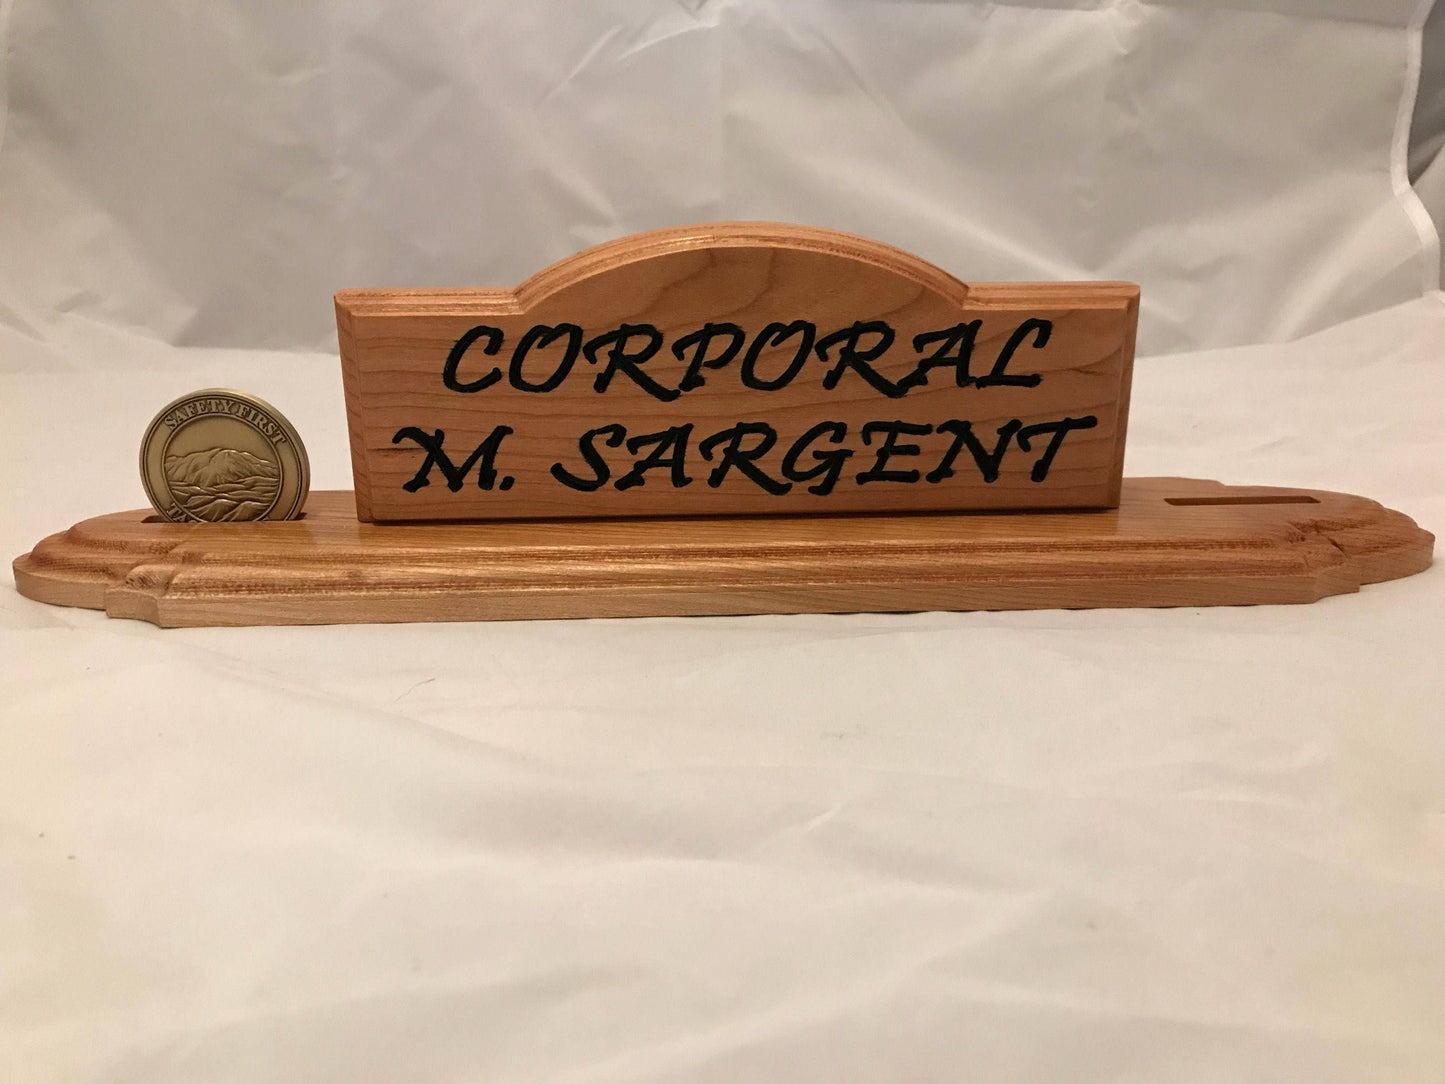 CORPORAL
M. SARGENT
SAFETY FIRST